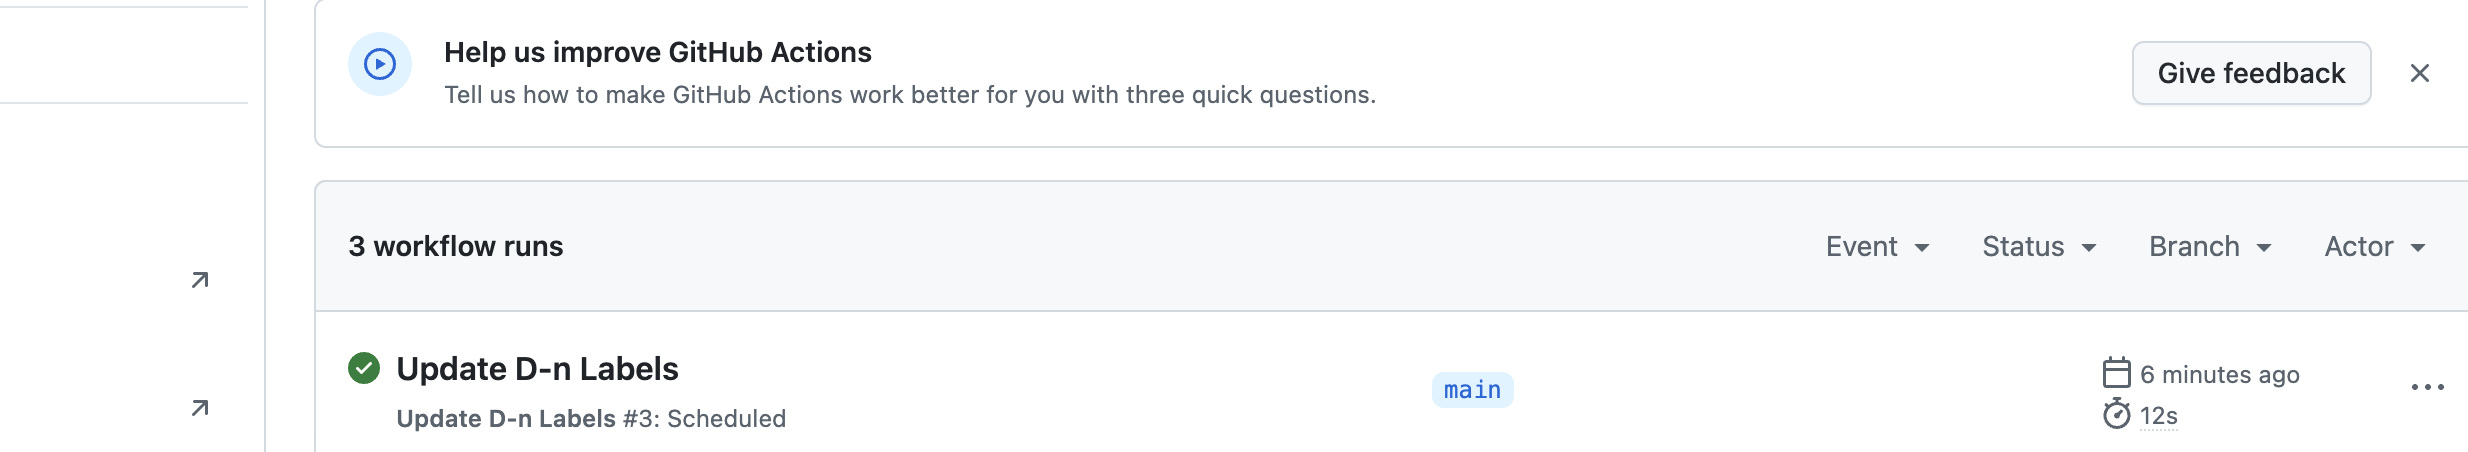 Help us improve GitHub Actions
Tell us how to make GitHub Actions work better for you with three quick questions.
Give feedback
3 workflow runs
Event
Status
Branch
Actor
Update D-n Labels
Update D-n Labels #3: Scheduled
main
6 minutes ago
12s